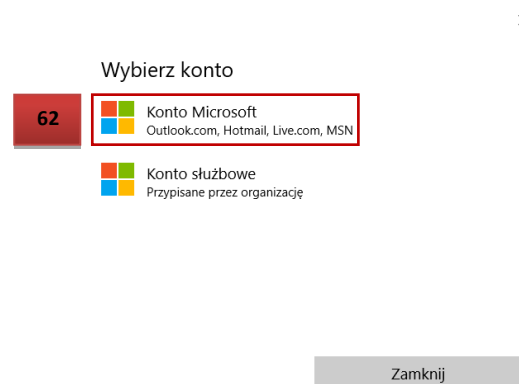 Wybierz konto
62
Konto Microsoft
Outlook.com, Hotmail, Live.com, MSN
Konto służbowe
Przypisane przez organizację
Zamknij